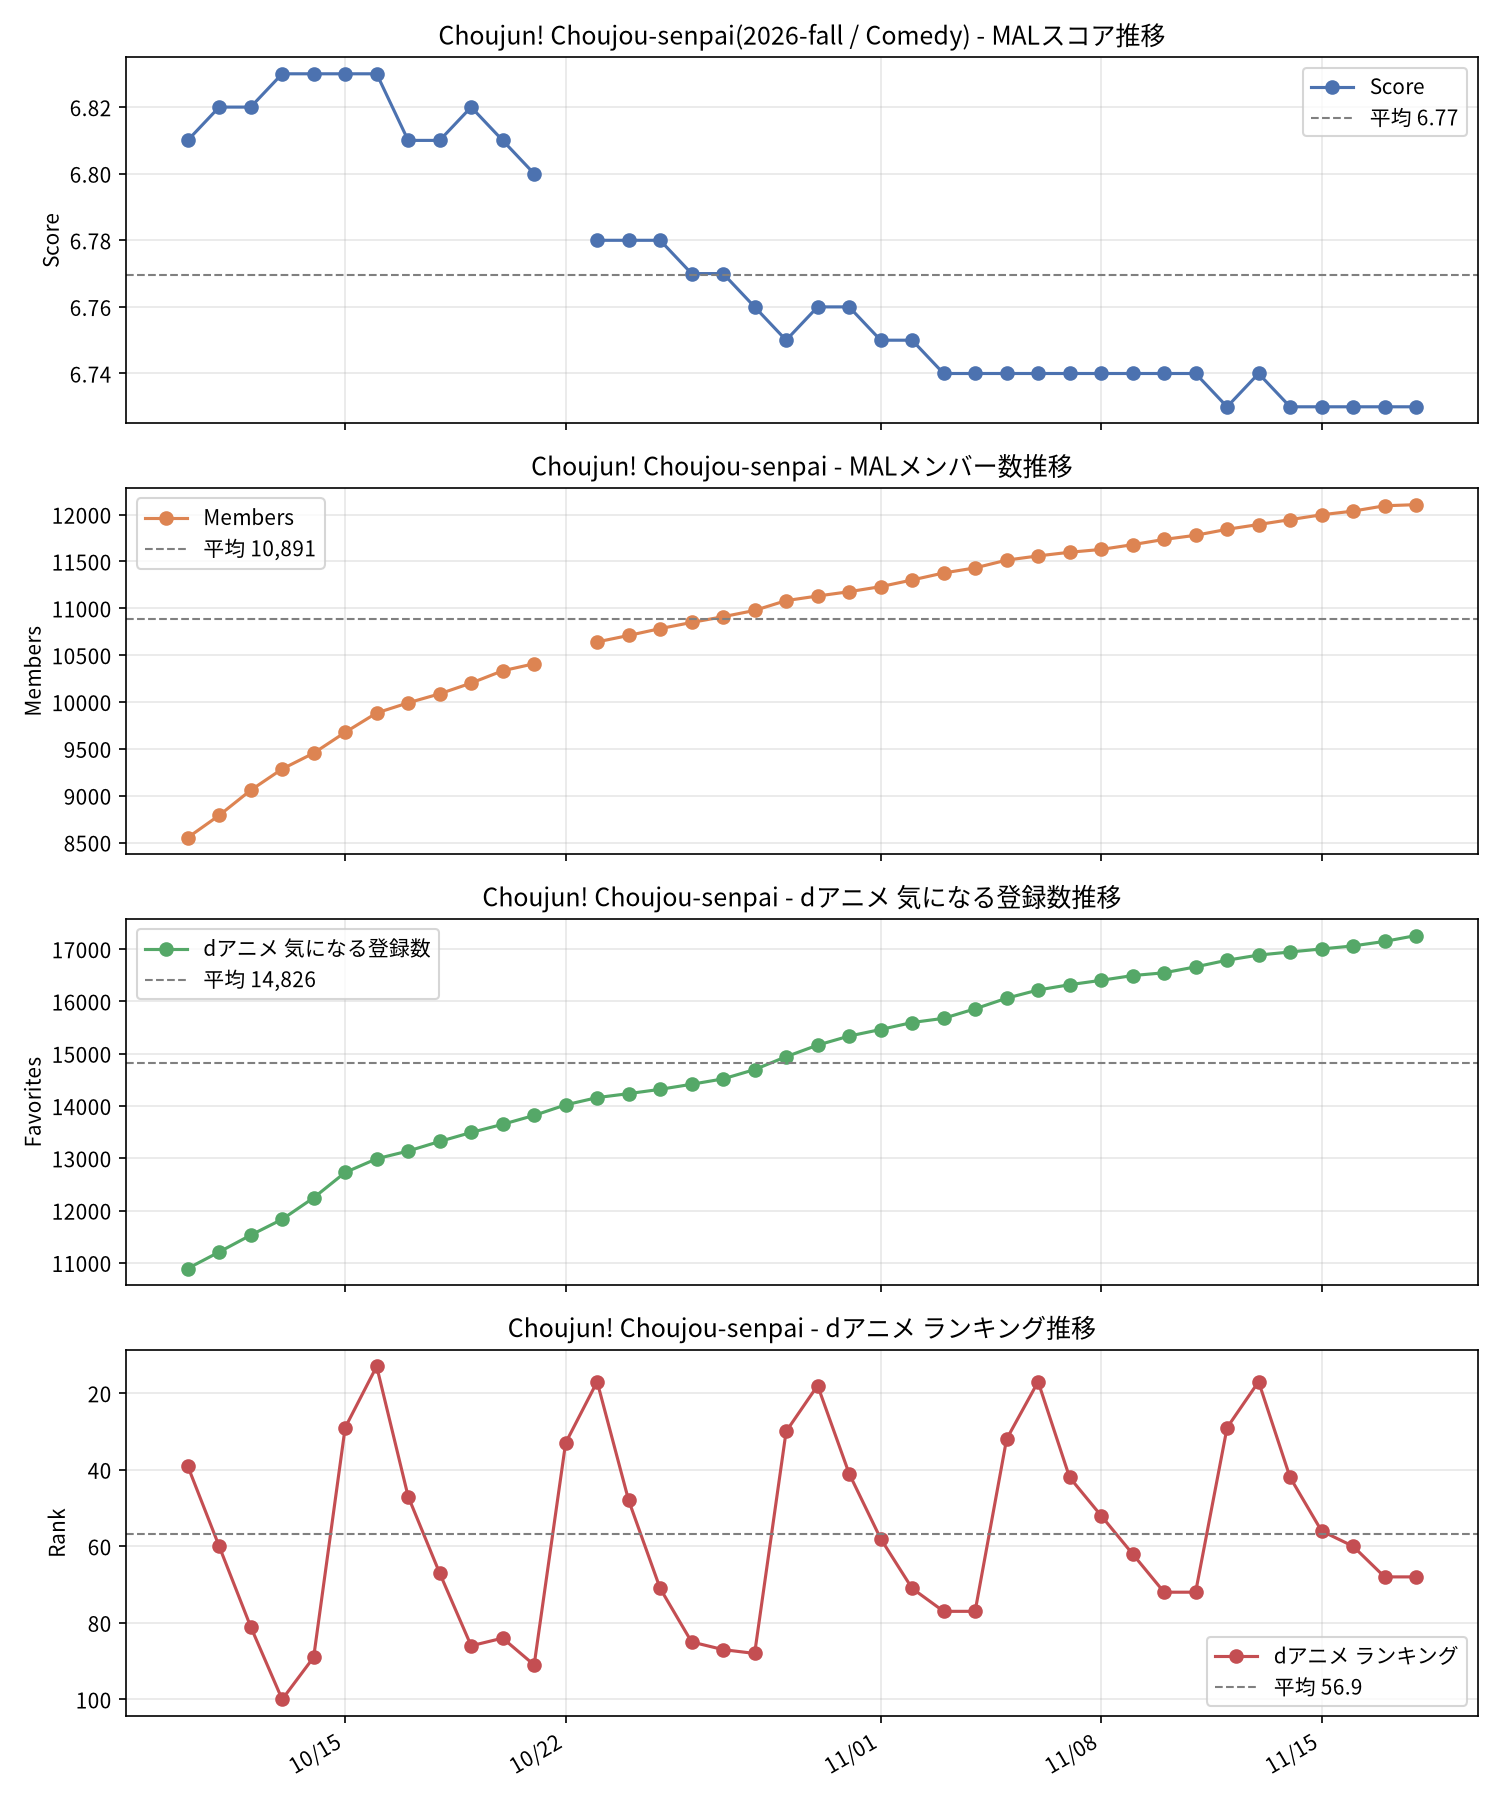 Choujun! Choujou-senpai(2026-fall / Comedy) - MALスコア推移
Score
6.82
6.80
6.78
6.76
6.74
Score
平均 6.77
Choujun! Choujou-senpai - MALメンバー数推移
Members
12000
11500
11000
10500
10000
9500
9000
8500
Members
平均 10,891
Choujun! Choujou-senpai - dアニメ 気になる登録数推移
Favorites
17000
16000
15000
14000
13000
12000
11000
dアニメ 気になる登録数
平均 14,826
Choujun! Choujou-senpai - dアニメ ランキング推移
Rank
20
40
60
80
100
dアニメ ランキング
平均 56.9
10/15
10/22
11/01
11/08
11/15